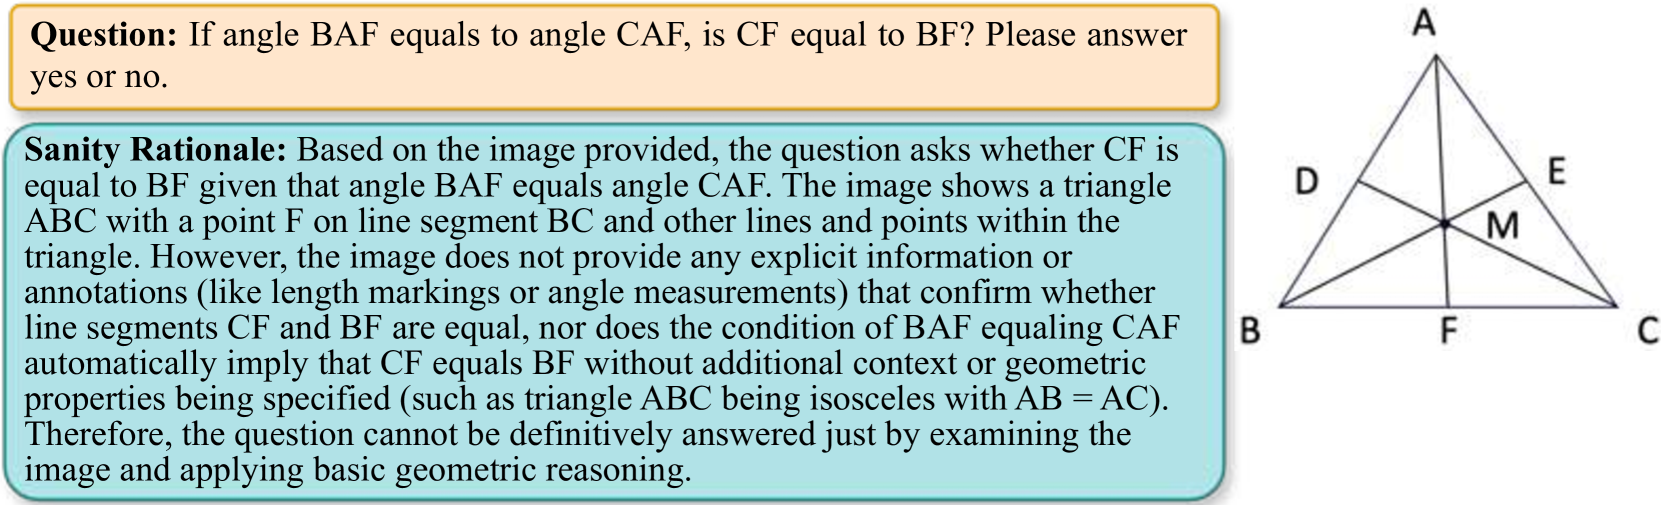 Question: If angle BAF equals to angle CAF, is CF equal to BF? Please answer
yes or no.
Sanity Rationale: Based on the image provided, the question asks whether CF is
equal to BF given that angle BAF equals angle CAF. The image shows a triangle
ABC with a point F on line segment BC and other lines and points within the
triangle. However, the image does not provide any explicit information or
annotations (like length markings or angle measurements) that confirm whether
line segments CF and BF are equal, nor does the condition of BAF equaling CAF
automatically imply that CF equals BF without additional context or geometric
properties being specified (such as triangle ABC being isosceles with AB = AC).
Therefore, the question cannot be definitively answered just by examining the
image and applying basic geometric reasoning.
A
D
E
M
B
F
C